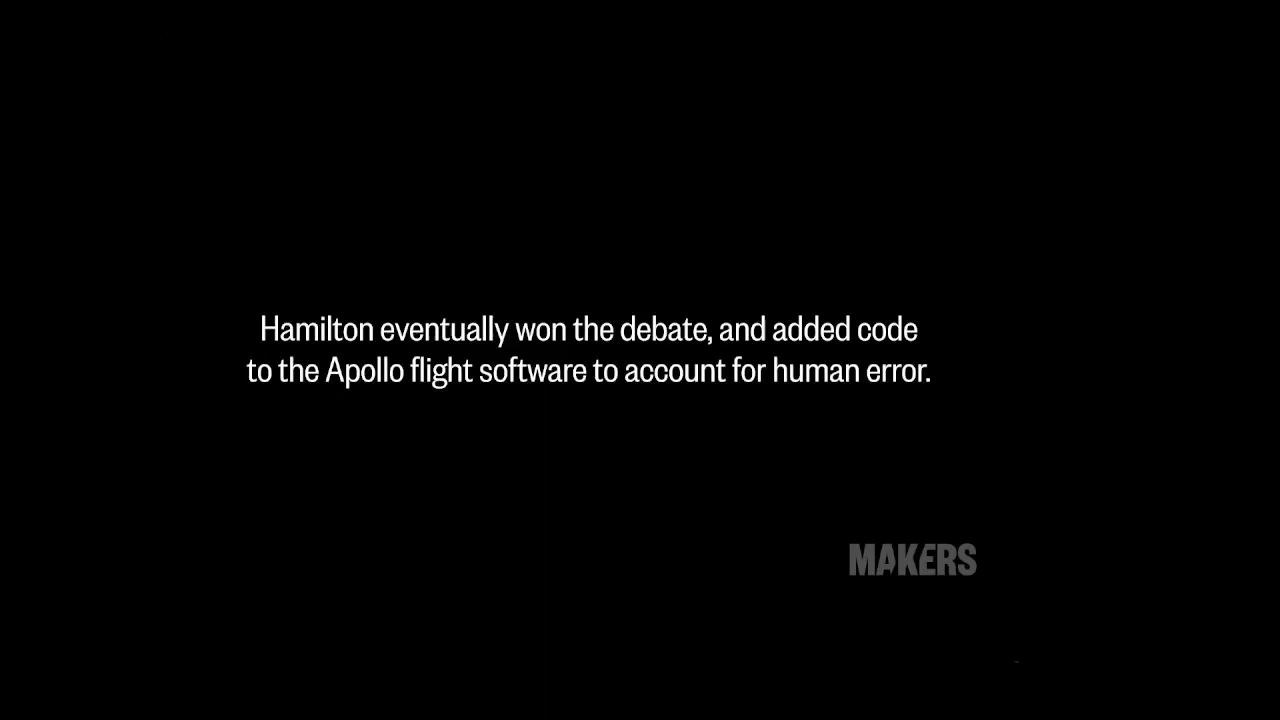 Hamilton eventually won the debate, and added code
to the Apollo flight software to account for human error.
MAKERS